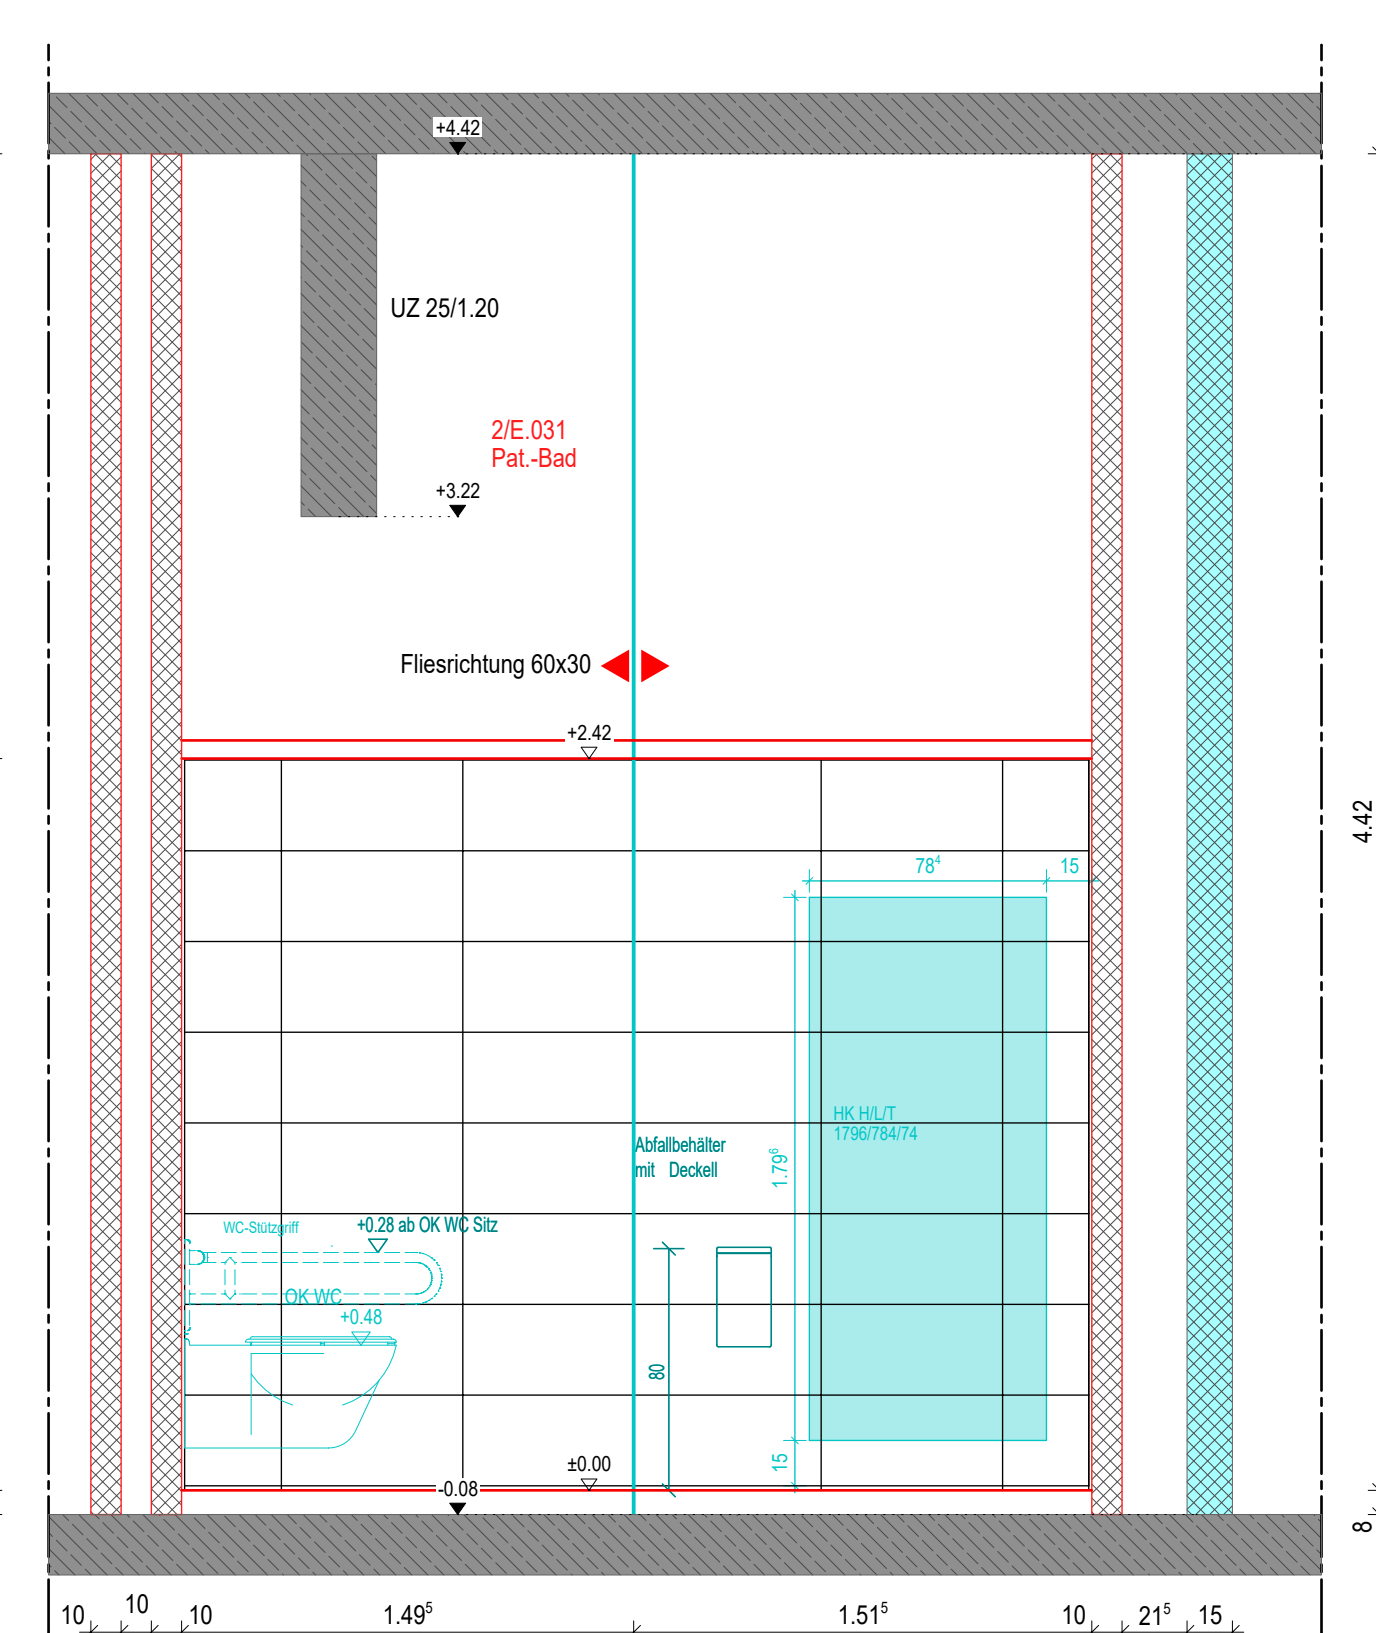 +4.42
UZ 25/1.20
2/E.031
Pat.-Bad
+3.22
Fliesrichtung 60x30
+2.42
4.42
78⁴
15
HK H/L/T
1796/784/74
Abfallbehälter
mit Deckell
1.79⁶
WC-Stützgriff
+0.28 ab OK WC Sitz
OK WC
+0.48
80
15
±0.00
-0.08
8
10
10
10
1.49⁵
1.51⁵
10
21⁵
15